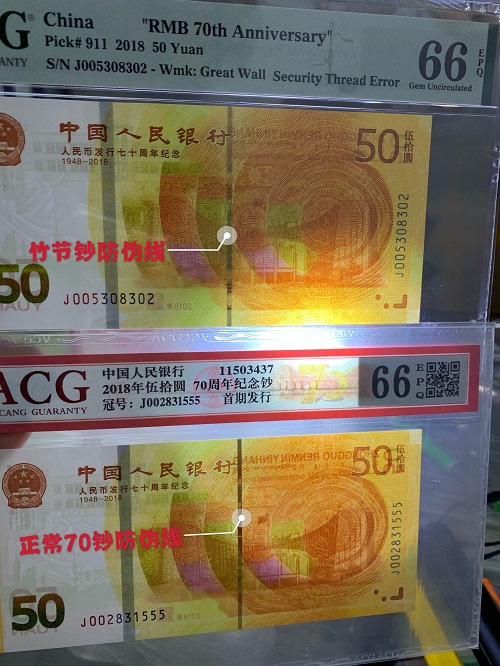 China "RMB 70th Anniversary"
Pick# 911 2018 50 Yuan
S/N J005308302 - Wmk: Great Wall Security Thread Error
66
EPQ
Gem Uncirculated
中国人民银行
人民币发行七十周年纪念
1948-2018
50
伍拾圆
J005308302
竹节钞防伪线
50
J005308302
ACG
CANG GUARANTY
中国人民银行 11503437
2018年伍拾圆 70周年纪念钞
冠号: J002831555 首期发行
66
EPQ
中国人民银行
人民币发行七十周年纪念
1948-2018
50
伍拾圆
J002831555
正常70钞防伪线
50
J002831555